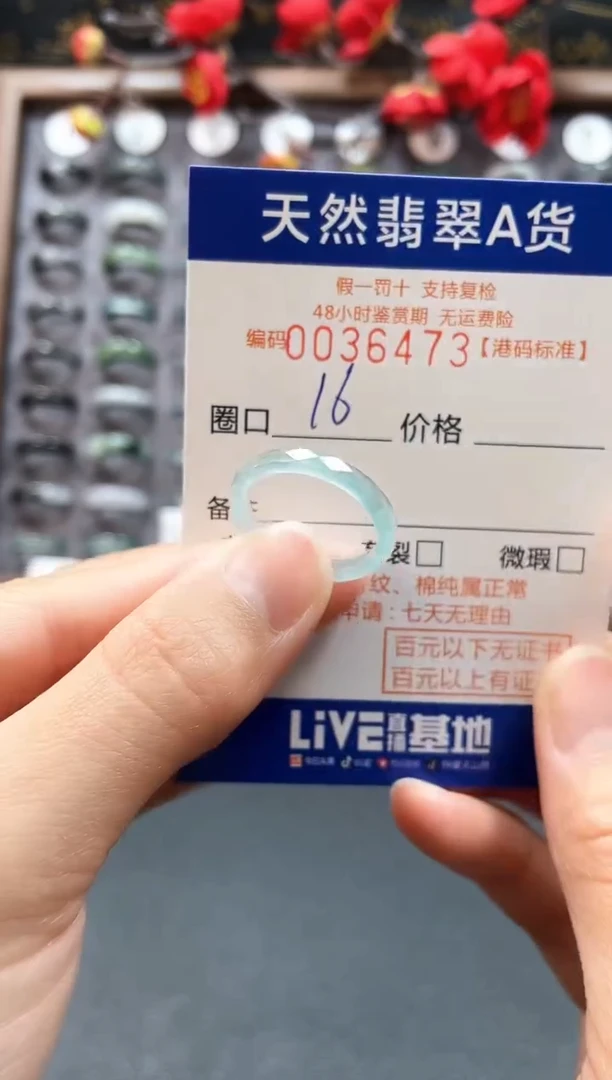 天然翡翠A货
假一罚十 支持复检
48小时鉴赏期 无运费险
编码0036473【港码标准】
圈口 16 价格
备
裂□ 微瑕□
纹、棉纯属正常
申请：七天无理由
百元以下无证书
百元以上有证
LiVE直播基地